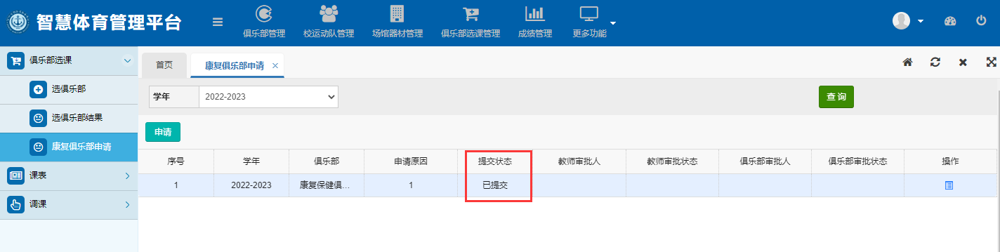 智慧体育管理平台
俱乐部管理
校运动队管理
场馆器材管理
俱乐部选课管理
成绩管理
更多功能
俱乐部选课
选俱乐部
选俱乐部结果
康复俱乐部申请
课表
调课
首页
康复俱乐部申请
学年 2022-2023 查询
申请
序号 学年 俱乐部 申请原因 提交状态 教师审批人 教师审批状态 俱乐部审批人 俱乐部审批状态 操作
1 2022-2023 康复保健俱... 1 已提交